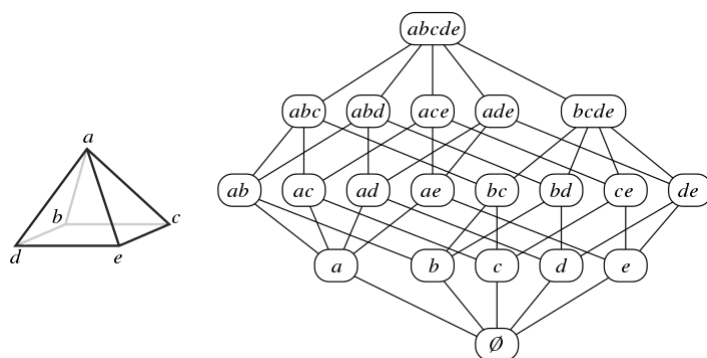 abcde
abc abd ace ade bcde
a
ab ac ad ae bc bd ce de
b c
d e
a b c d e
Ø